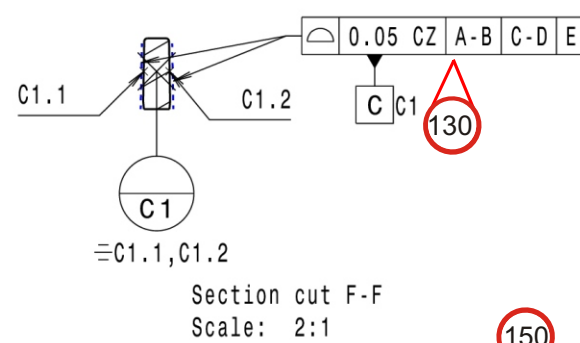 ⌓ 0.05 CZ A-B C-D E
C1.1
C1.2
C C1
130
C1
⌯C1.1,C1.2
Section cut F-F
Scale: 2:1
150